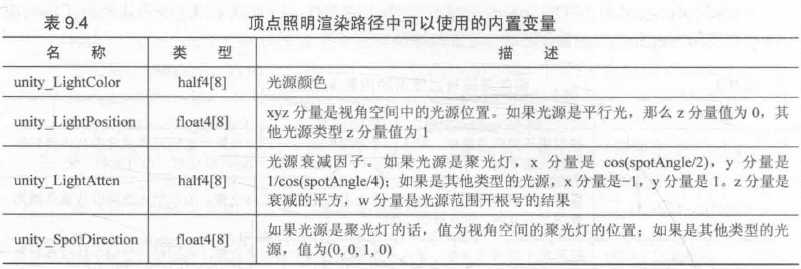 表 9.4 顶点照明渲染路径中可以使用的内置变量
名 称 类 型 描 述
unity_LightColor half4[8] 光源颜色
unity_LightPosition float4[8] xyz 分量是视角空间中的光源位置。如果光源是平行光，那么 z 分量值为 0，其
他光源类型 z 分量值为 1
unity_LightAtten half4[8] 光源衰减因子。如果光源是聚光灯，x 分量是 cos(spotAngle/2)，y 分量是
1/cos(spotAngle/4)；如果是其他类型的光源，x 分量是−1，y 分量是 1。z 分量是
衰减的平方，w 分量是光源范围开根号的结果
unity_SpotDirection float4[8] 如果光源是聚光灯的话，值为视角空间的聚光灯的位置；如果是其他类型的光
源，值为(0, 0, 1, 0)